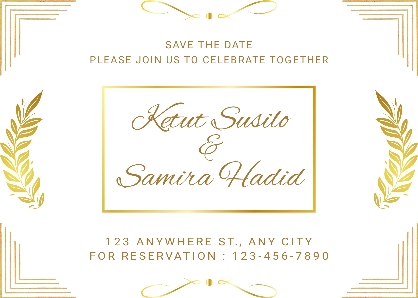 SAVE THE DATE
PLEASE JOIN US TO CELEBRATE TOGETHER
Ketut Susilo
&
Samira Hadid
123 ANYWHERE ST., ANY CITY
FOR RESERVATION : 123-456-7890